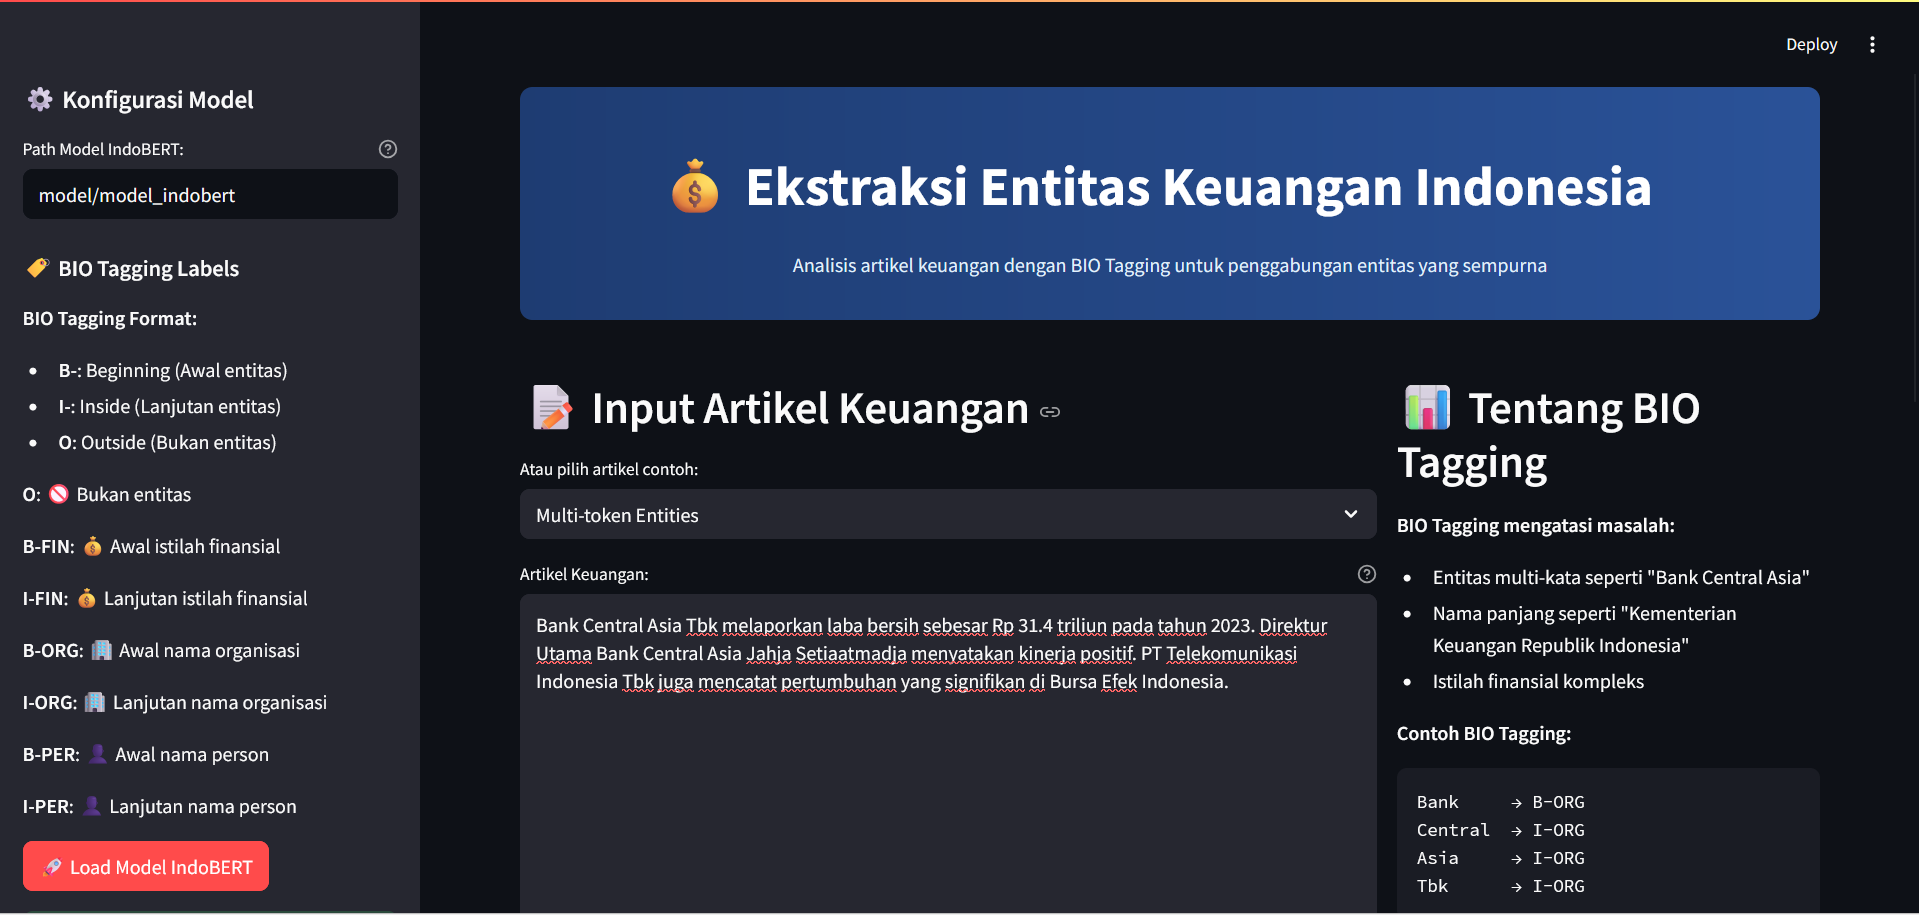 Deploy
Konfigurasi Model
Path Model IndoBERT:
model/model_indobert
BIO Tagging Labels
BIO Tagging Format:
B-: Beginning (Awal entitas)
I-: Inside (Lanjutan entitas)
O: Outside (Bukan entitas)
O: Bukan entitas
B-FIN: Awal istilah finansial
I-FIN: Lanjutan istilah finansial
B-ORG: Awal nama organisasi
I-ORG: Lanjutan nama organisasi
B-PER: Awal nama person
I-PER: Lanjutan nama person
Load Model IndoBERT
Ekstraksi Entitas Keuangan Indonesia
Analisis artikel keuangan dengan BIO Tagging untuk penggabungan entitas yang sempurna
Input Artikel Keuangan
Atau pilih artikel contoh:
Multi-token Entities
Artikel Keuangan:
Bank Central Asia Tbk melaporkan laba bersih sebesar Rp 31.4 triliun pada tahun 2023. Direktur
Utama Bank Central Asia Jahja Setiaatmadja menyatakan kinerja positif. PT Telekomunikasi
Indonesia Tbk juga mencatat pertumbuhan yang signifikan di Bursa Efek Indonesia.
Tentang BIO
Tagging
BIO Tagging mengatasi masalah:
Entitas multi-kata seperti "Bank Central Asia"
Nama panjang seperti "Kementerian
Keuangan Republik Indonesia"
Istilah finansial kompleks
Contoh BIO Tagging:
Bank → B-ORG
Central → I-ORG
Asia → I-ORG
Tbk → I-ORG